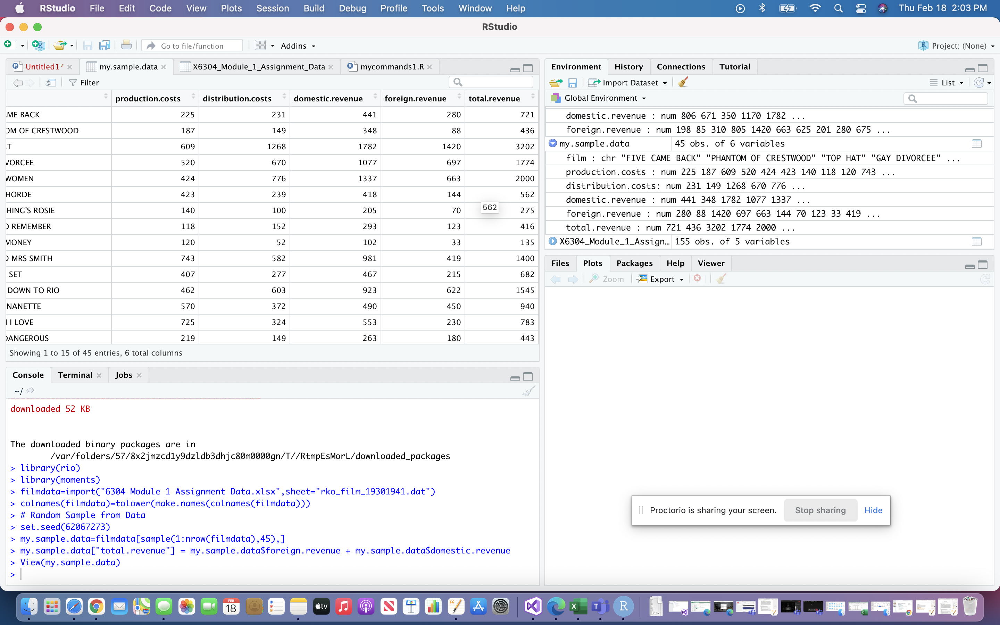 RStudio File Edit Code View Plots Session Build Debug Profile Tools Window Help Thu Feb 18 2:03 PM
RStudio
Go to file/function Addins Project: (None)
Untitled1* my.sample.data X6304_Module_1_Assignment_Data mycommands1.R
Filter
production.costs distribution.costs domestic.revenue foreign.revenue total.revenue
ME BACK 225 231 441 280 721
OM OF CRESTWOOD 187 149 348 88 436
T 609 1268 1782 1420 3202
VORCEE 520 670 1077 697 1774
WOMEN 424 776 1337 663 2000
HORDE 423 239 418 144 562
HING'S ROSIE 140 100 205 70 275
562
O REMEMBER 118 152 293 123 416
MONEY 120 52 102 33 135
D MRS SMITH 743 582 981 419 1400
SET 407 277 467 215 682
DOWN TO RIO 462 603 923 622 1545
NANETTE 570 372 490 450 940
I LOVE 725 324 553 230 783
DANGEROUS 219 149 263 180 443
Showing 1 to 15 of 45 entries, 6 total columns
Console Terminal Jobs
~/
downloaded 52 KB
The downloaded binary packages are in
/var/folders/57/8x2jmzcd1y9dzldb3dhjc80m0000gn/T//RtmpEsMorL/downloaded_packages
> library(rio)
> library(moments)
> filmdata=import("6304 Module 1 Assignment Data.xlsx",sheet="rko_film_19301941.dat")
> colnames(filmdata)=tolower(make.names(colnames(filmdata)))
> # Random Sample from Data
> set.seed(62067273)
> my.sample.data=filmdata[sample(1:nrow(filmdata),45),]
> my.sample.data["total.revenue"] = my.sample.data$foreign.revenue + my.sample.data$domestic.revenue
> View(my.sample.data)
>
Environment History Connections Tutorial
Import Dataset List
Global Environment
domestic.revenue : num 806 671 350 1170 1782 ...
foreign.revenue : num 198 85 310 805 1420 663 625 201 280 675 ...
my.sample.data 45 obs. of 6 variables
film : chr "FIVE CAME BACK" "PHANTOM OF CRESTWOOD" "TOP HAT" "GAY DIVORCEE" ...
production.costs : num 225 187 609 520 424 423 140 118 120 743 ...
distribution.costs: num 231 149 1268 670 776 ...
domestic.revenue : num 441 348 1782 1077 1337 ...
foreign.revenue : num 280 88 1420 697 663 144 70 123 33 419 ...
total.revenue : num 721 436 3202 1774 2000 ...
X6304_Module_1_Assign… 155 obs. of 5 variables
Files Plots Packages Help Viewer
Zoom Export
Proctorio is sharing your screen. Stop sharing Hide
FEB
18
tv